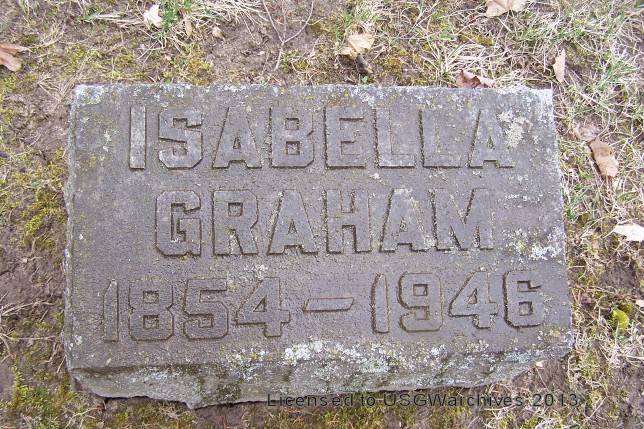 ISABELLA
GRAHAM
1854-1946
Licensed to USGWarchives 2013